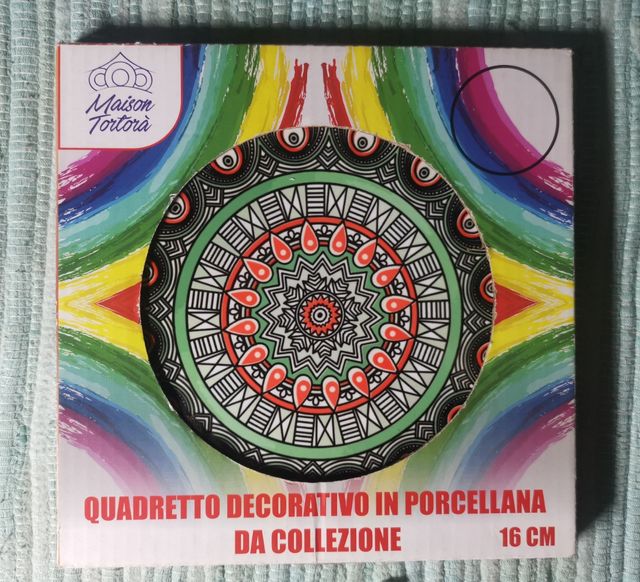 Maison
Tortorà
QUADRETTO DECORATIVO IN PORCELLANA
DA COLLEZIONE
16 CM